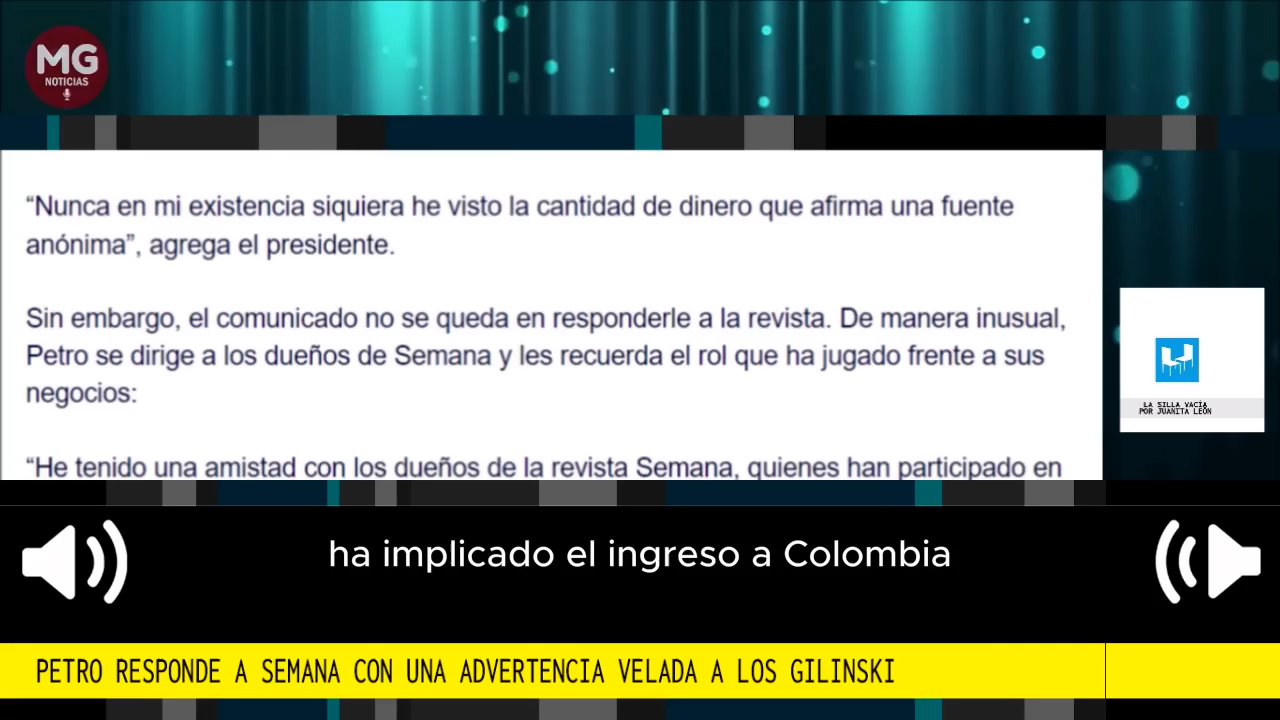 MG
NOTICIAS
“Nunca en mi existencia siquiera he visto la cantidad de dinero que afirma una fuente
anónima”, agrega el presidente.
Sin embargo, el comunicado no se queda en responderle a la revista. De manera inusual,
Petro se dirige a los dueños de Semana y les recuerda el rol que ha jugado frente a sus
negocios:
“He tenido una amistad con los dueños de la revista Semana, quienes han participado en
LA SILLA VACÍA
POR JUANITA LEÓN
ha implicado el ingreso a Colombia
PETRO RESPONDE A SEMANA CON UNA ADVERTENCIA VELADA A LOS GILINSKI